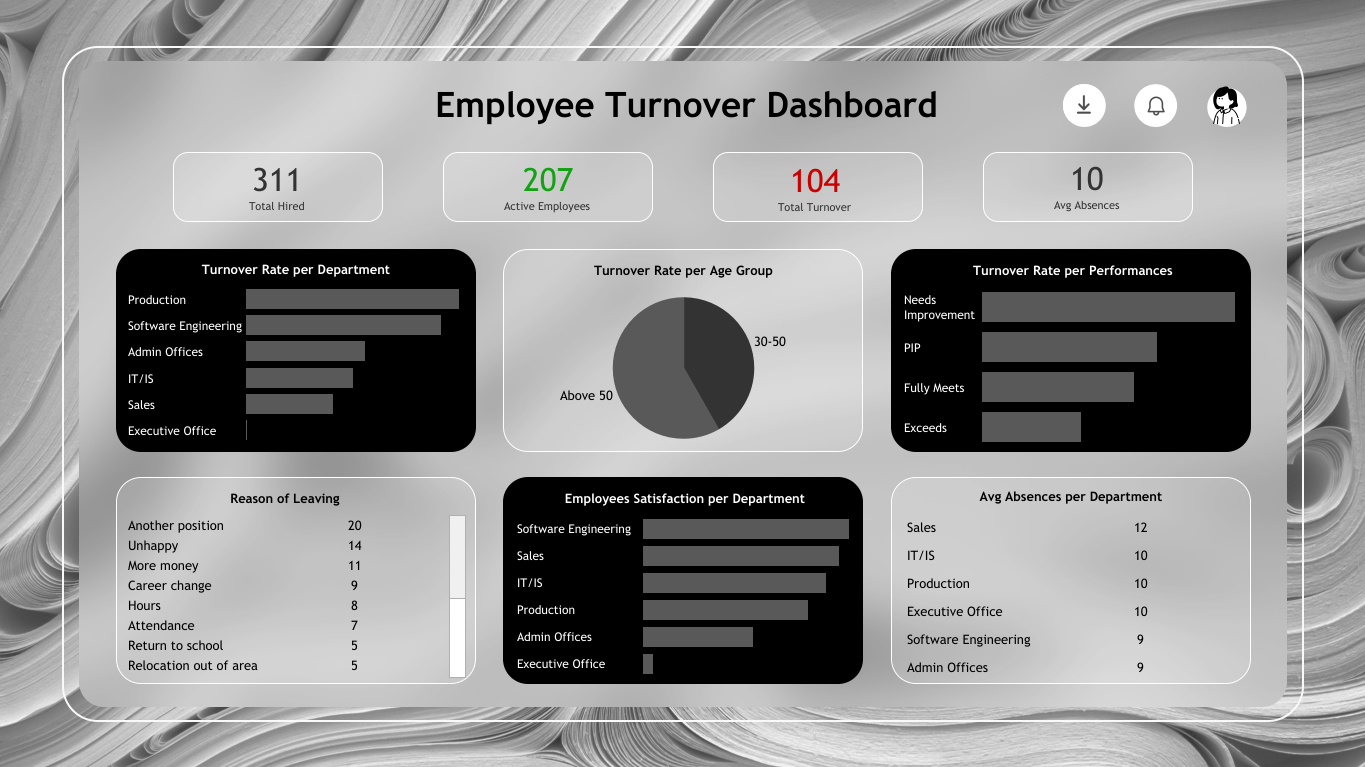 Employee Turnover Dashboard
311
Total Hired
207
Active Employees
104
Total Turnover
10
Avg Absences
Turnover Rate per Department
Production
Software Engineering
Admin Offices
IT/IS
Sales
Executive Office
Turnover Rate per Age Group
30-50
Above 50
Turnover Rate per Performances
Needs
Improvement
PIP
Fully Meets
Exceeds
Reason of Leaving
Another position 20
Unhappy 14
More money 11
Career change 9
Hours 8
Attendance 7
Return to school 5
Relocation out of area 5
Employees Satisfaction per Department
Software Engineering
Sales
IT/IS
Production
Admin Offices
Executive Office
Avg Absences per Department
Sales 12
IT/IS 10
Production 10
Executive Office 10
Software Engineering 9
Admin Offices 9